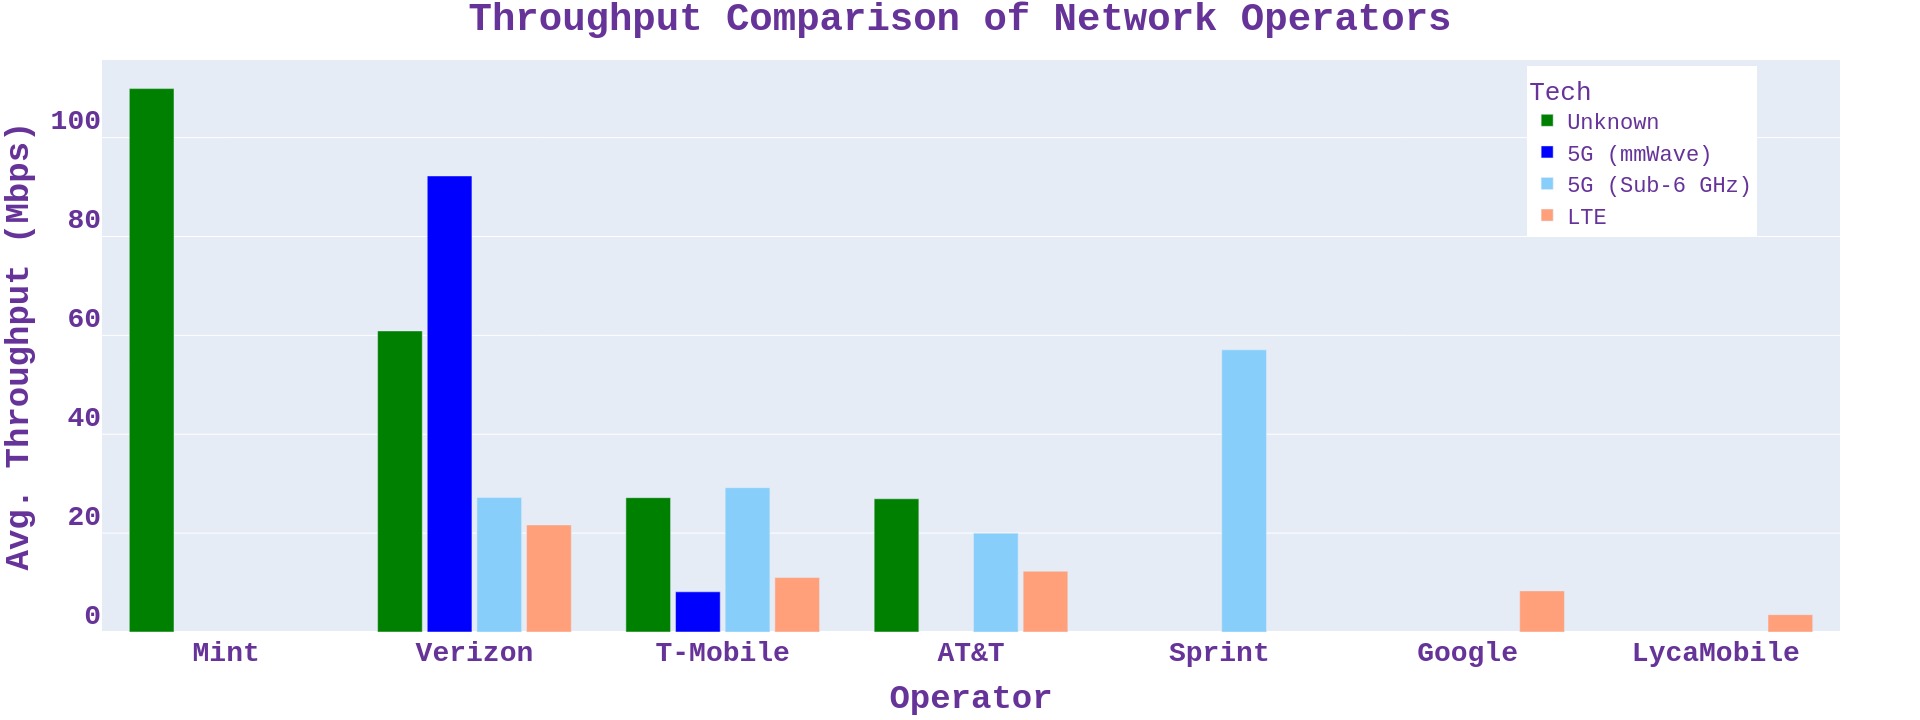 Throughput Comparison of Network Operators
Avg. Throughput (Mbps)
100
80
60
40
20
0
Tech
Unknown
5G (mmWave)
5G (Sub-6 GHz)
LTE
Mint Verizon T-Mobile AT&T Sprint Google LycaMobile
Operator